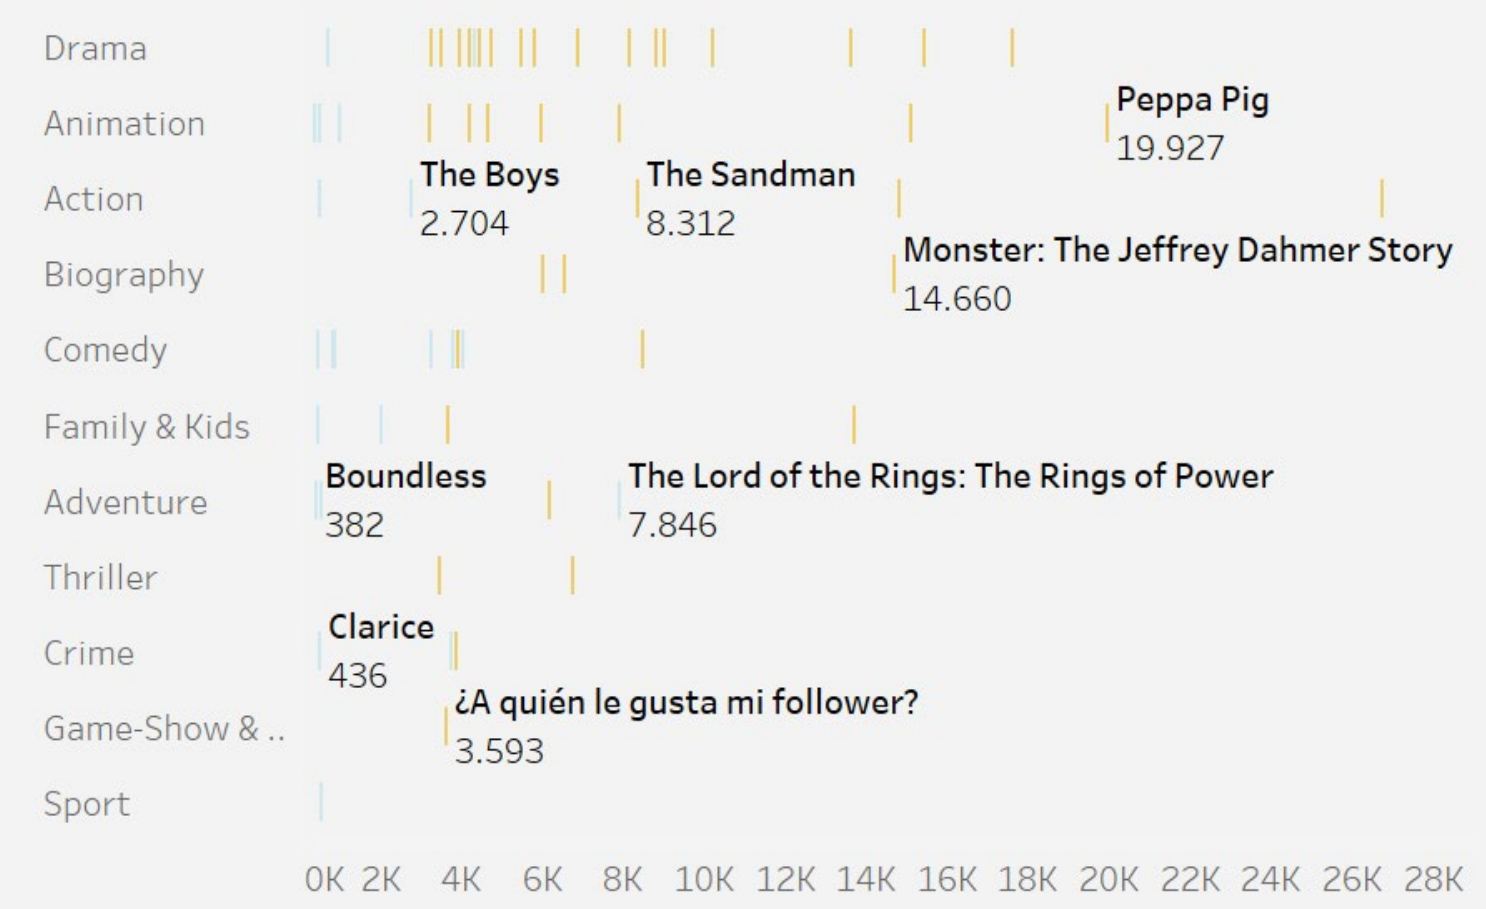 Drama
Animation
Peppa Pig
19.927
Action
The Boys
2.704
The Sandman
8.312
Biography
Monster: The Jeffrey Dahmer Story
14.660
Comedy
Family & Kids
Adventure
Boundless
382
The Lord of the Rings: The Rings of Power
7.846
Thriller
Crime
Clarice
436
Game-Show & ..
¿A quién le gusta mi follower?
3.593
Sport
0K 2K 4K 6K 8K 10K 12K 14K 16K 18K 20K 22K 24K 26K 28K